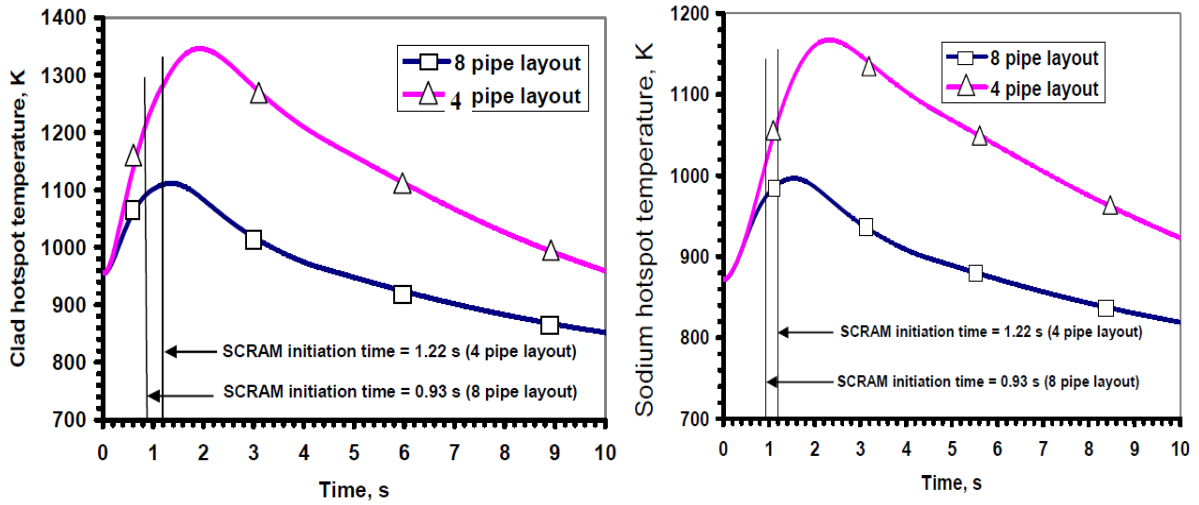 1400
1300
1200
1100
1000
900
800
700
Clad hotspot temperature, K
8 pipe layout
4 pipe layout
SCRAM initiation time = 1.22 s (4 pipe layout)
SCRAM initiation time = 0.93 s (8 pipe layout)
0 1 2 3 4 5 6 7 8 9 10
Time, s
1200
1100
1000
900
800
700
Sodium hotspot temperature, K
8 pipe layout
4 pipe layout
SCRAM initiation time = 1.22 s (4 pipe layout)
SCRAM initiation time = 0.93 s (8 pipe layout)
0 1 2 3 4 5 6 7 8 9 10
Time, s